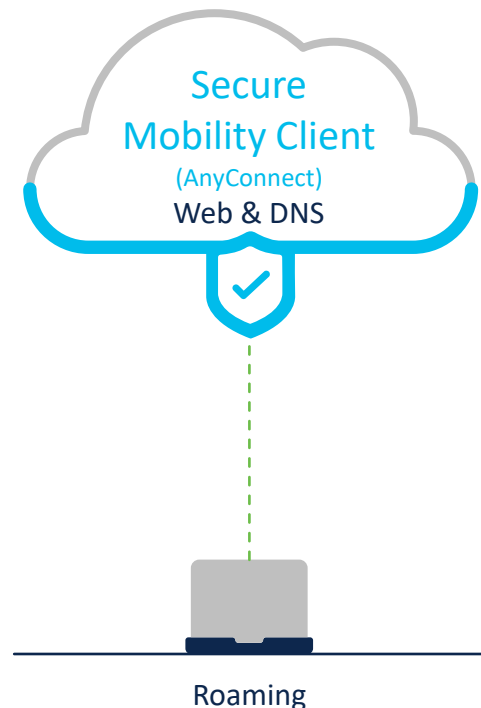 Secure
Mobility Client
(AnyConnect)
Web & DNS
Roaming